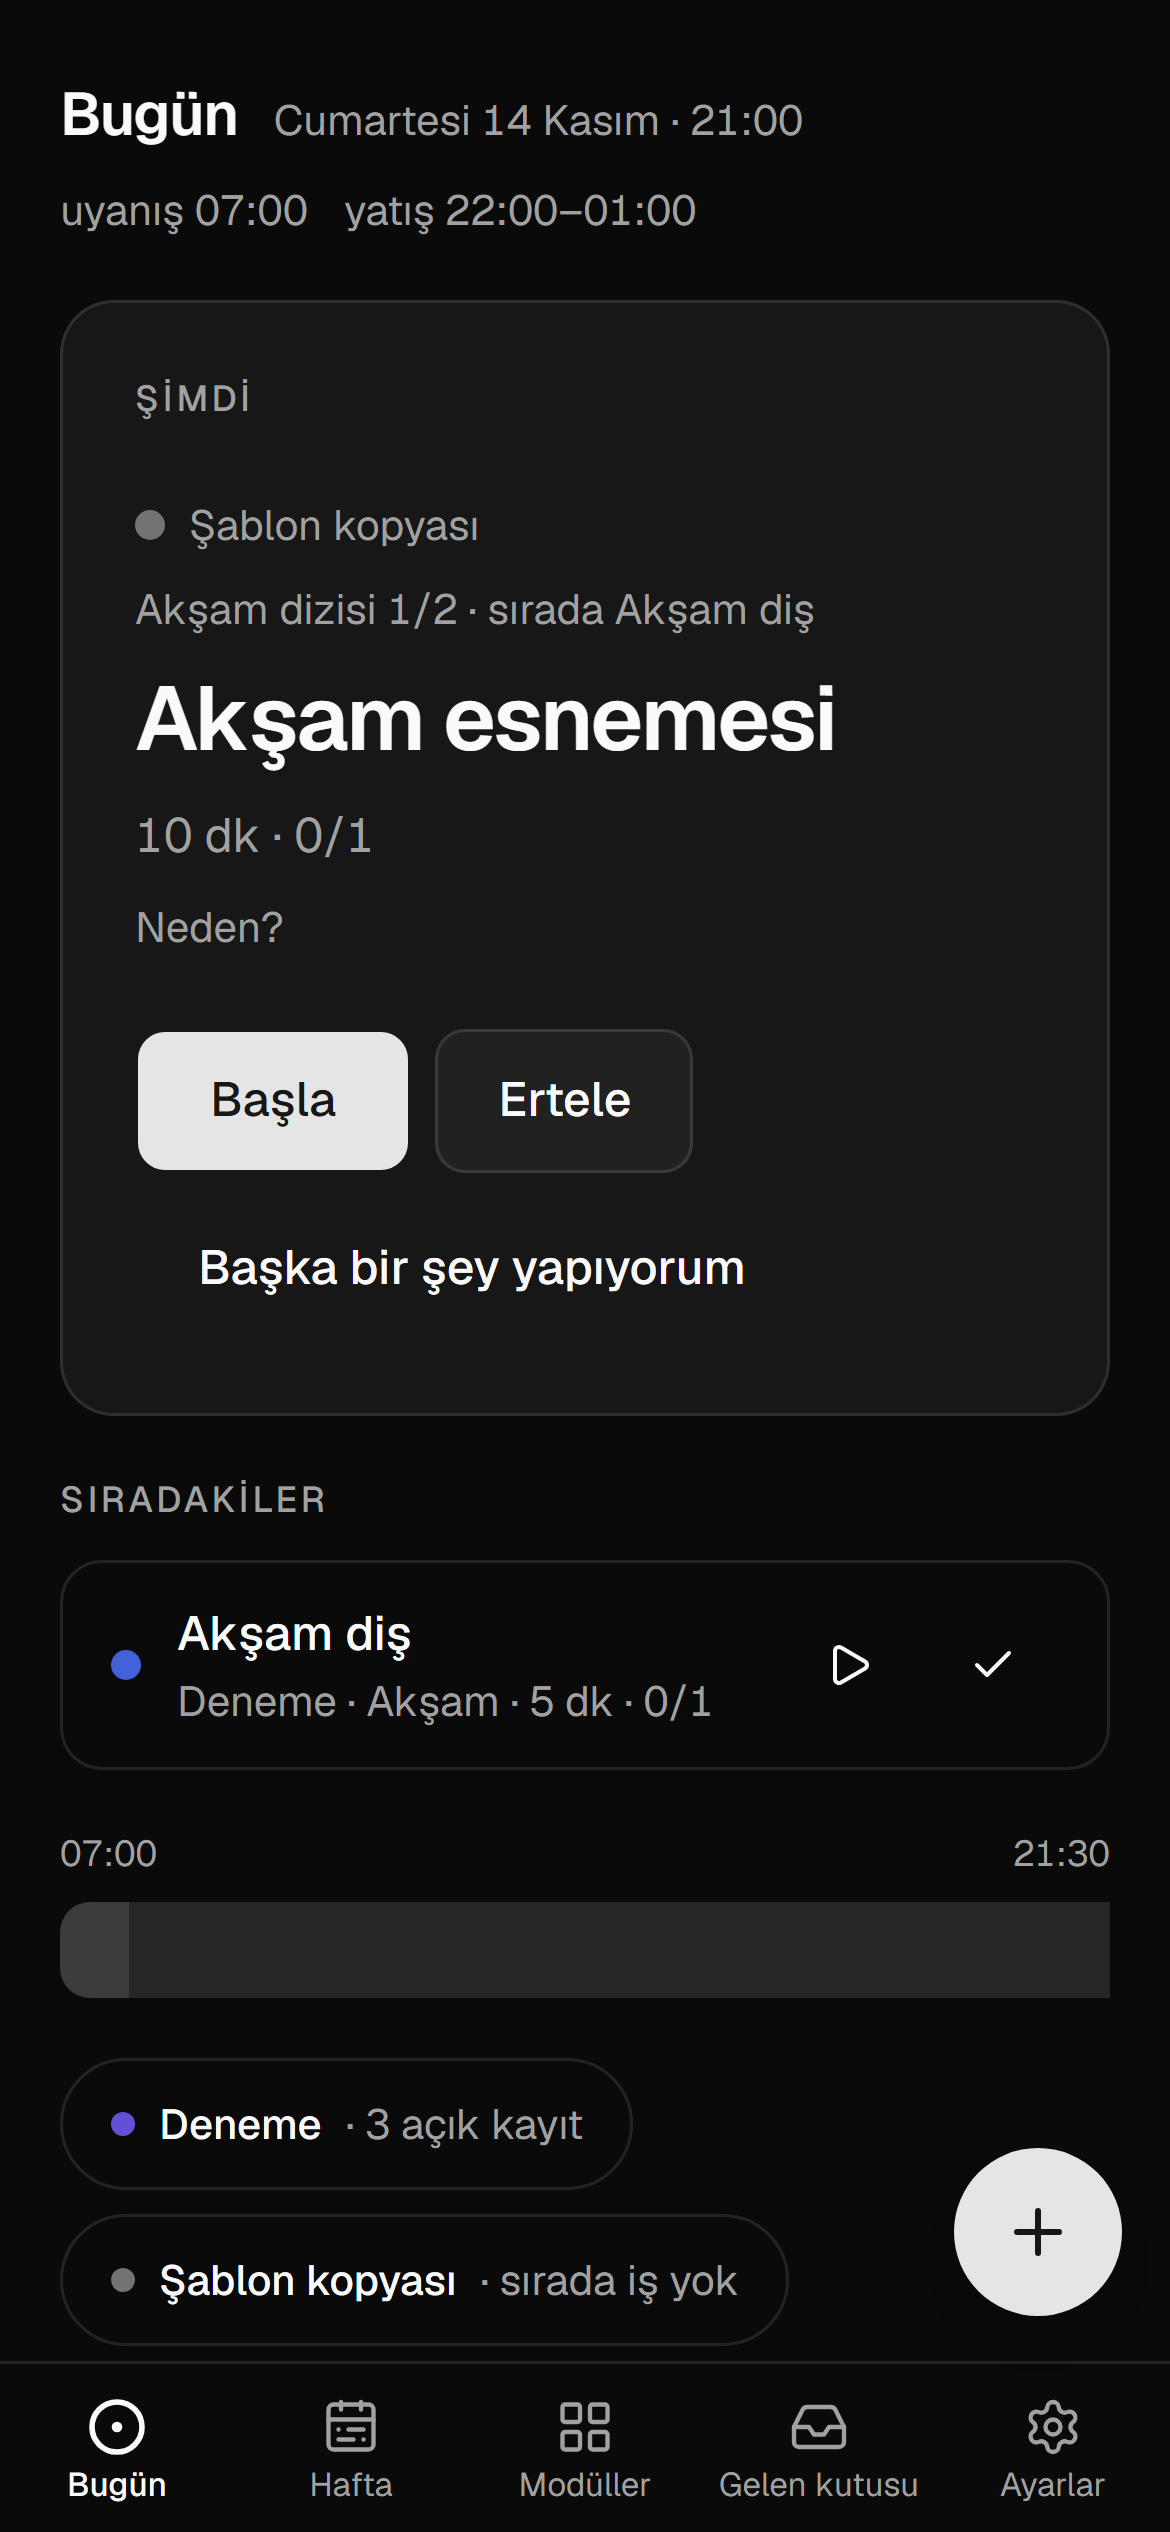 Bugün Cumartesi 14 Kasım · 21:00
uyanış 07:00 yatış 22:00–01:00
ŞİMDİ
Şablon kopyası
Akşam dizisi 1/2 · sırada Akşam diş
Akşam esnemesi
10 dk · 0/1
Neden?
Başla Ertele
Başka bir şey yapıyorum
SIRADAKİLER
Akşam diş
Deneme · Akşam · 5 dk · 0/1
07:00 21:30
Deneme · 3 açık kayıt
Şablon kopyası · sırada iş yok
Bugün Hafta Modüller Gelen kutusu Ayarlar